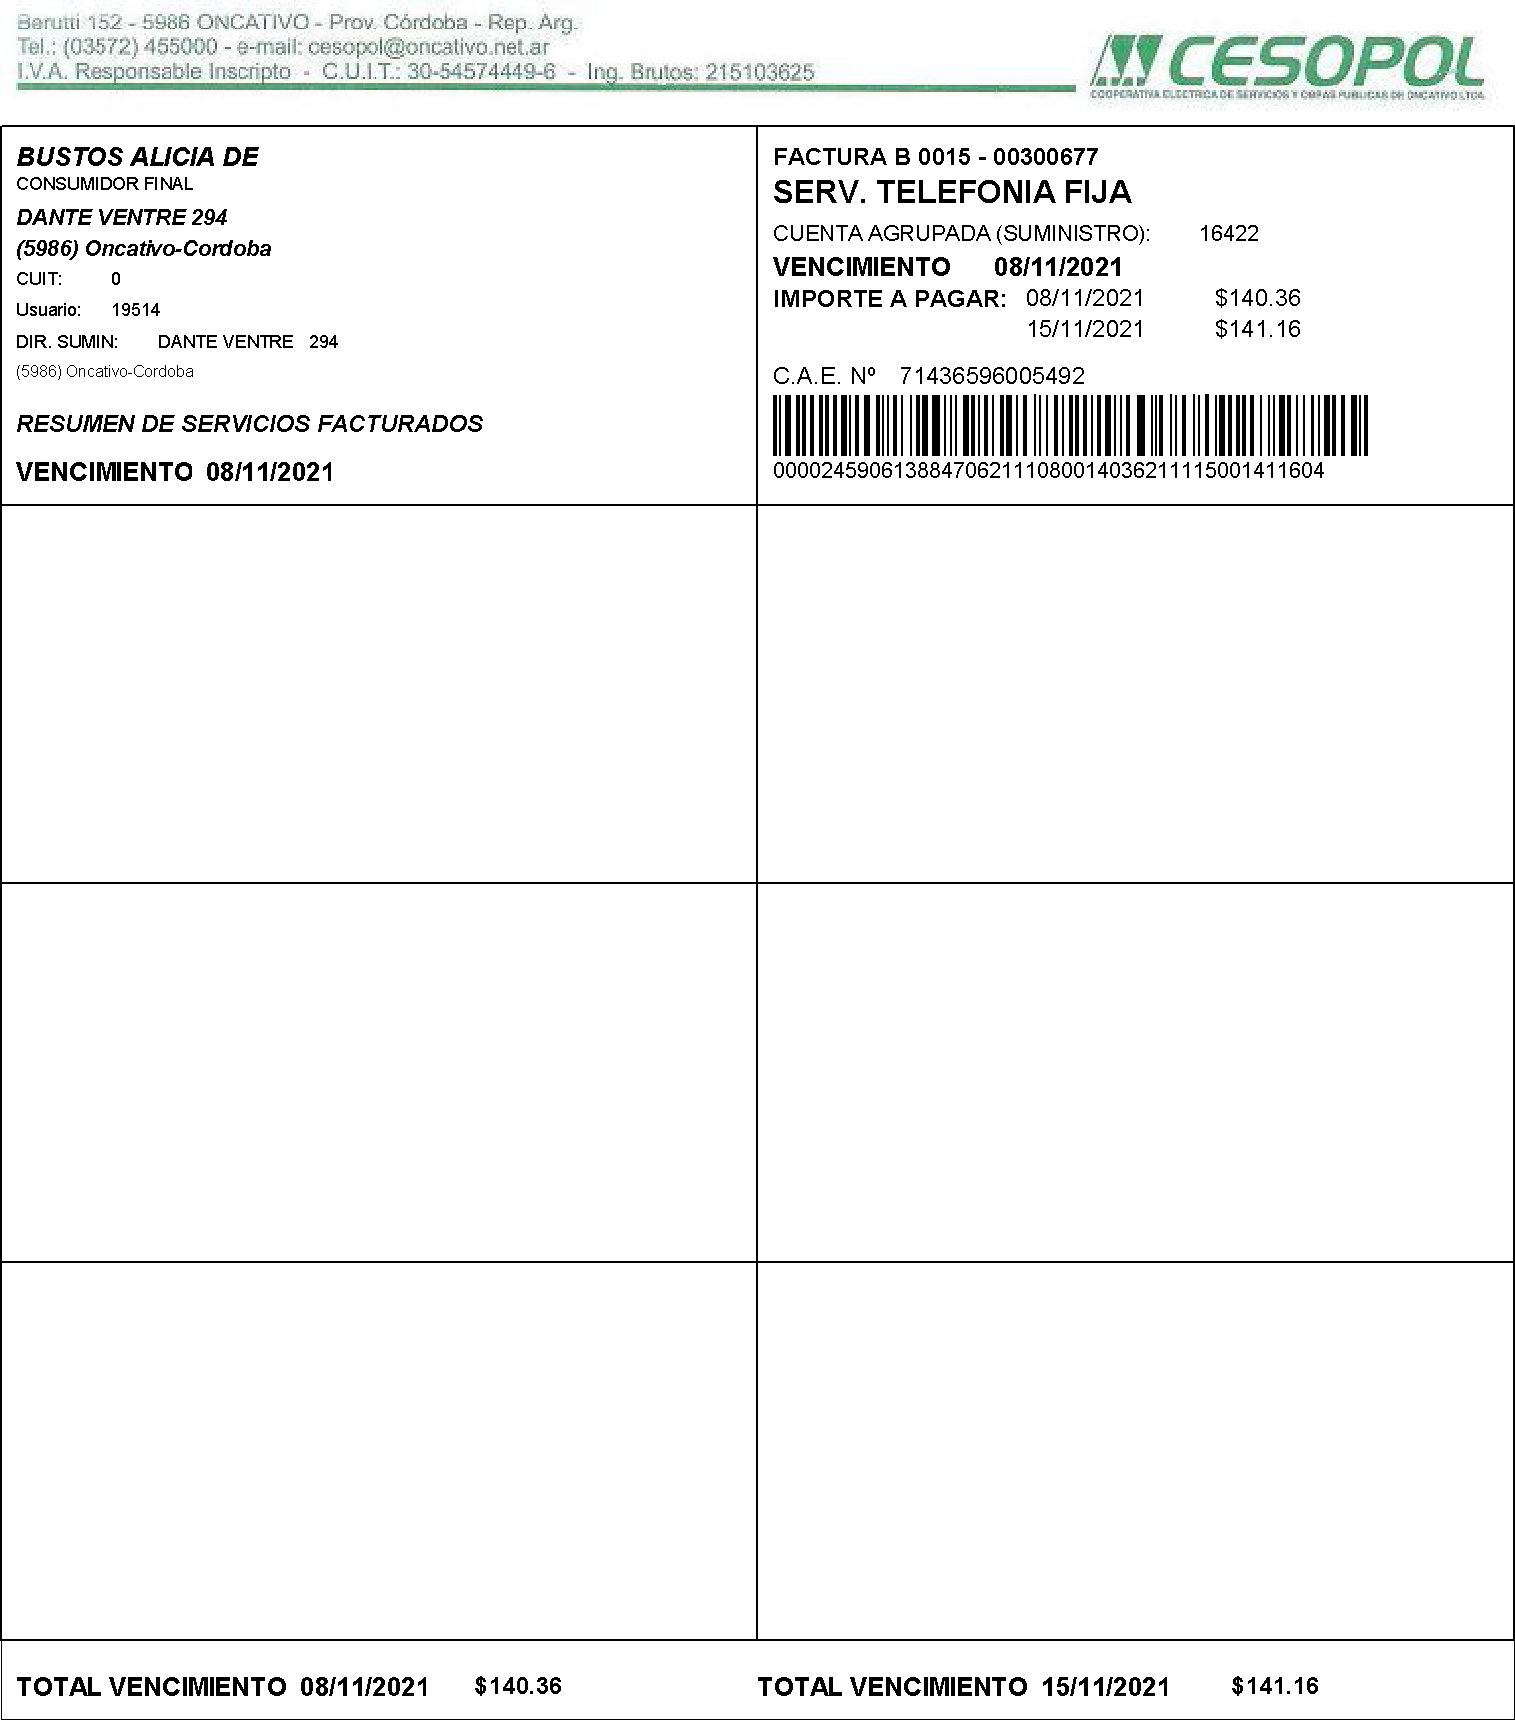 Berutti 152 - 5986 ONCATIVO - Prov. Córdoba - Rep. Arg.
Tel.: (03572) 455000 - e-mail: cesopol@oncativo.net.ar
I.V.A. Responsable Inscripto - C.U.I.T.: 30-54574449-6 - Ing. Brutos: 215103625
CESOPOL
COOPERATIVA ELECTRICA DE SERVICIOS Y OBRAS PUBLICAS DE ONCATIVO LTDA.
BUSTOS ALICIA DE
CONSUMIDOR FINAL
DANTE VENTRE 294
(5986) Oncativo-Cordoba
CUIT: 0
Usuario: 19514
DIR. SUMIN: DANTE VENTRE 294
(5986) Oncativo-Cordoba
RESUMEN DE SERVICIOS FACTURADOS
VENCIMIENTO 08/11/2021
FACTURA B 0015 - 00300677
SERV. TELEFONIA FIJA
CUENTA AGRUPADA (SUMINISTRO): 16422
VENCIMIENTO 08/11/2021
IMPORTE A PAGAR: 08/11/2021 $140.36
15/11/2021 $141.16
C.A.E. Nº 71436596005492
00002459061388470621110800140362111150014116​04
TOTAL VENCIMIENTO 08/11/2021 $140.36
TOTAL VENCIMIENTO 15/11/2021 $141.16